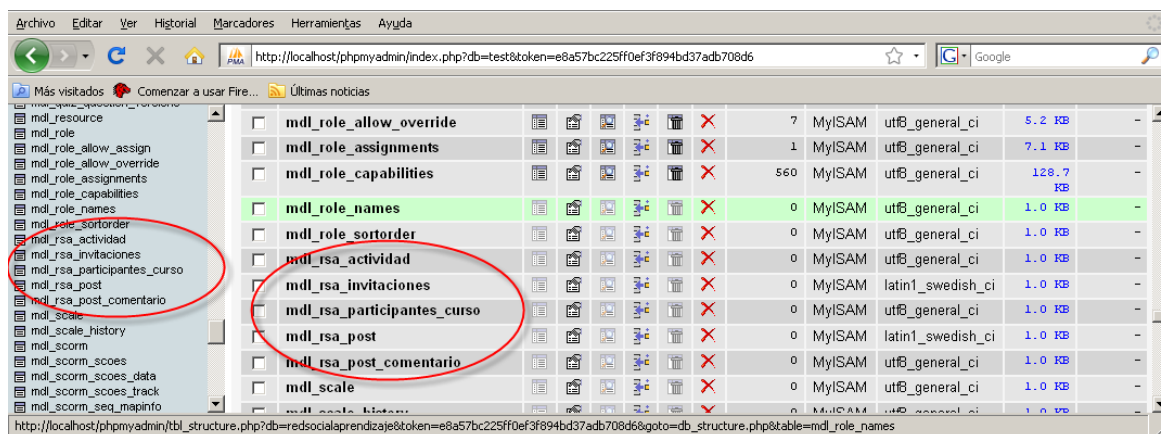 Archivo Editar Ver Historial Marcadores Herramientas Ayuda
http://localhost/phpmyadmin/index.php?db=test&token=e8a57bc225ff0ef3f894bd37adb708d6
Google
Más visitados Comenzar a usar Fire... Últimas noticias
mdl_resource
mdl_role
mdl_role_allow_assign
mdl_role_allow_override
mdl_role_assignments
mdl_role_capabilities
mdl_role_names
mdl_role_sortorder
mdl_rsa_actividad
mdl_rsa_invitaciones
mdl_rsa_participantes_curso
mdl_rsa_post
mdl_rsa_post_comentario
mdl_scale
mdl_scale_history
mdl_scorm
mdl_scorm_scoes
mdl_scorm_scoes_data
mdl_scorm_scoes_track
mdl_scorm_seq_mapinfo
mdl_role_allow_override 7 MyISAM utf8_general_ci 5.2 KB -
mdl_role_assignments 1 MyISAM utf8_general_ci 7.1 KB -
mdl_role_capabilities 560 MyISAM utf8_general_ci 128.7 KB -
mdl_role_names 0 MyISAM utf8_general_ci 1.0 KB -
mdl_role_sortorder 0 MyISAM utf8_general_ci 1.0 KB -
mdl_rsa_actividad 0 MyISAM utf8_general_ci 1.0 KB -
mdl_rsa_invitaciones 0 MyISAM latin1_swedish_ci 1.0 KB -
mdl_rsa_participantes_curso 0 MyISAM utf8_general_ci 1.0 KB -
mdl_rsa_post 0 MyISAM latin1_swedish_ci 1.0 KB -
mdl_rsa_post_comentario 0 MyISAM utf8_general_ci 1.0 KB -
mdl_scale 0 MyISAM utf8_general_ci 1.0 KB -
mdl_scale_history 0 MyISAM utf8_general_ci 1.0 KB -
http://localhost/phpmyadmin/tbl_structure.php?db=redsocialaprendizaje&token=e8a57bc225ff0ef3f894bd37adb708d6&goto=db_structure.php&table=mdl_role_names